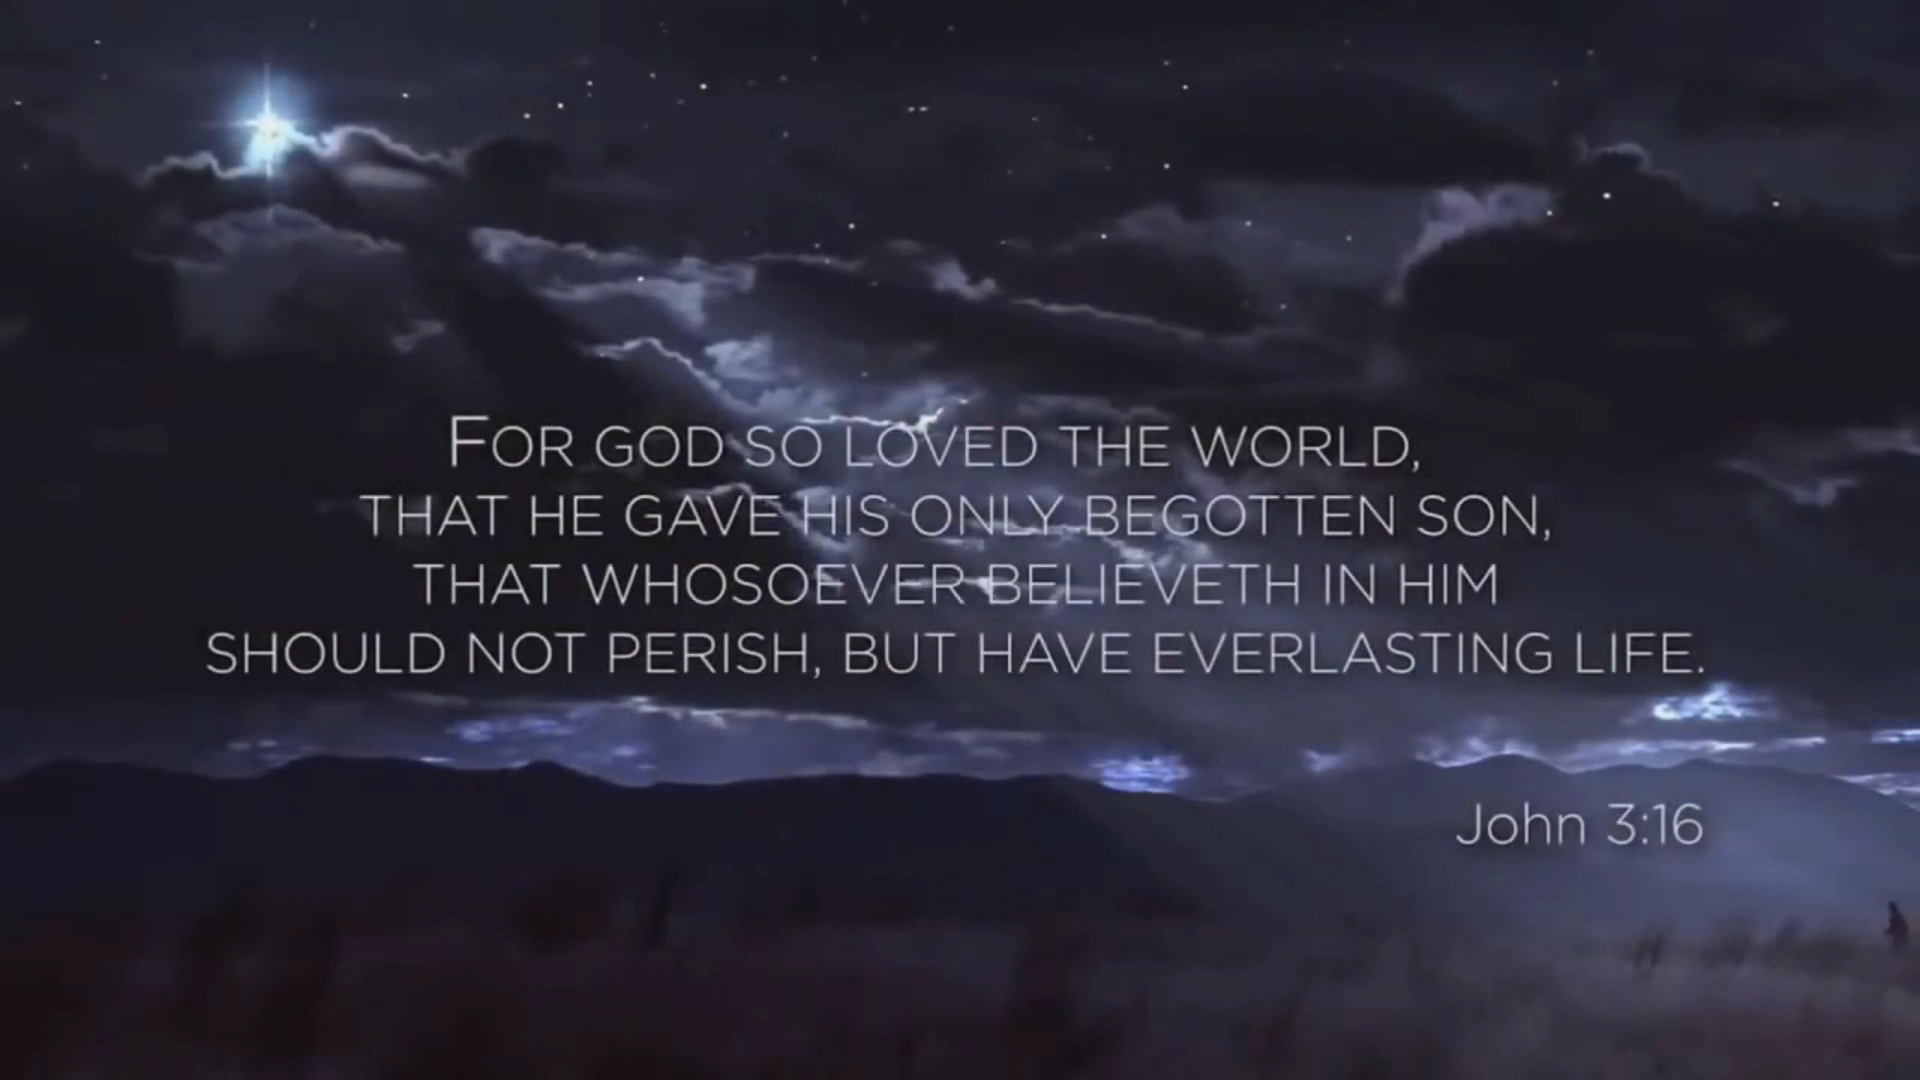 FOR GOD SO LOVED THE WORLD,
THAT HE GAVE HIS ONLY BEGOTTEN SON,
THAT WHOSOEVER BELIEVETH IN HIM
SHOULD NOT PERISH, BUT HAVE EVERLASTING LIFE.
John 3:16